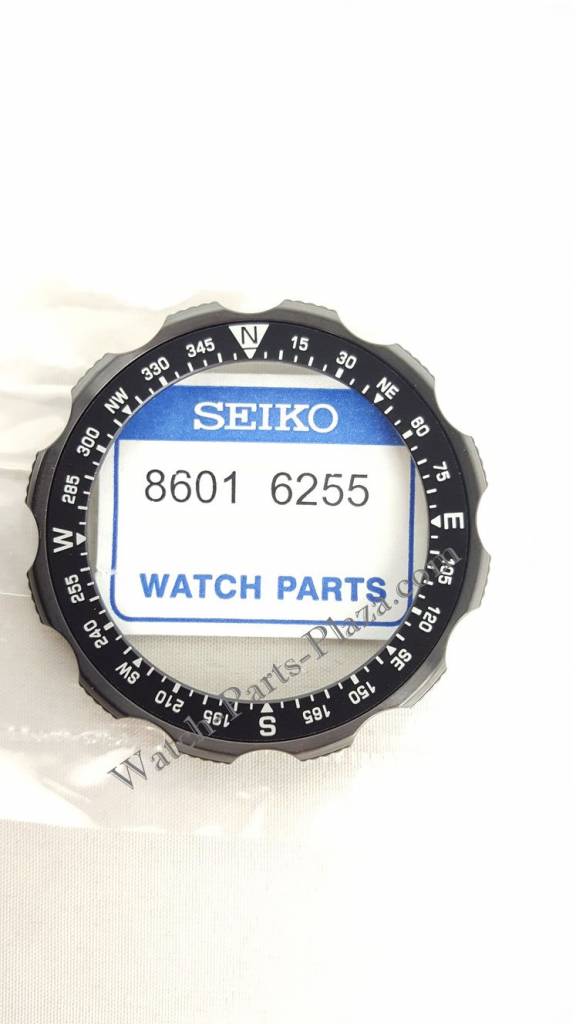 N 15 30 NE 60 75 E 105 120 SE 150 165 S 195 210 SW 240 255 W 285 300 NW 330 345
SEIKO
8601 6255
WATCH PARTS
Watch-Parts-Plaza.com